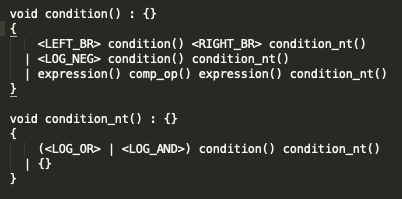 void condition() : {}
{
<LEFT_BR> condition() <RIGHT_BR> condition_nt()
| <LOG_NEG> condition() condition_nt()
| expression() comp_op() expression() condition_nt()
}
void condition_nt() : {}
{
(<LOG_OR> | <LOG_AND>) condition() condition_nt()
| {}
}